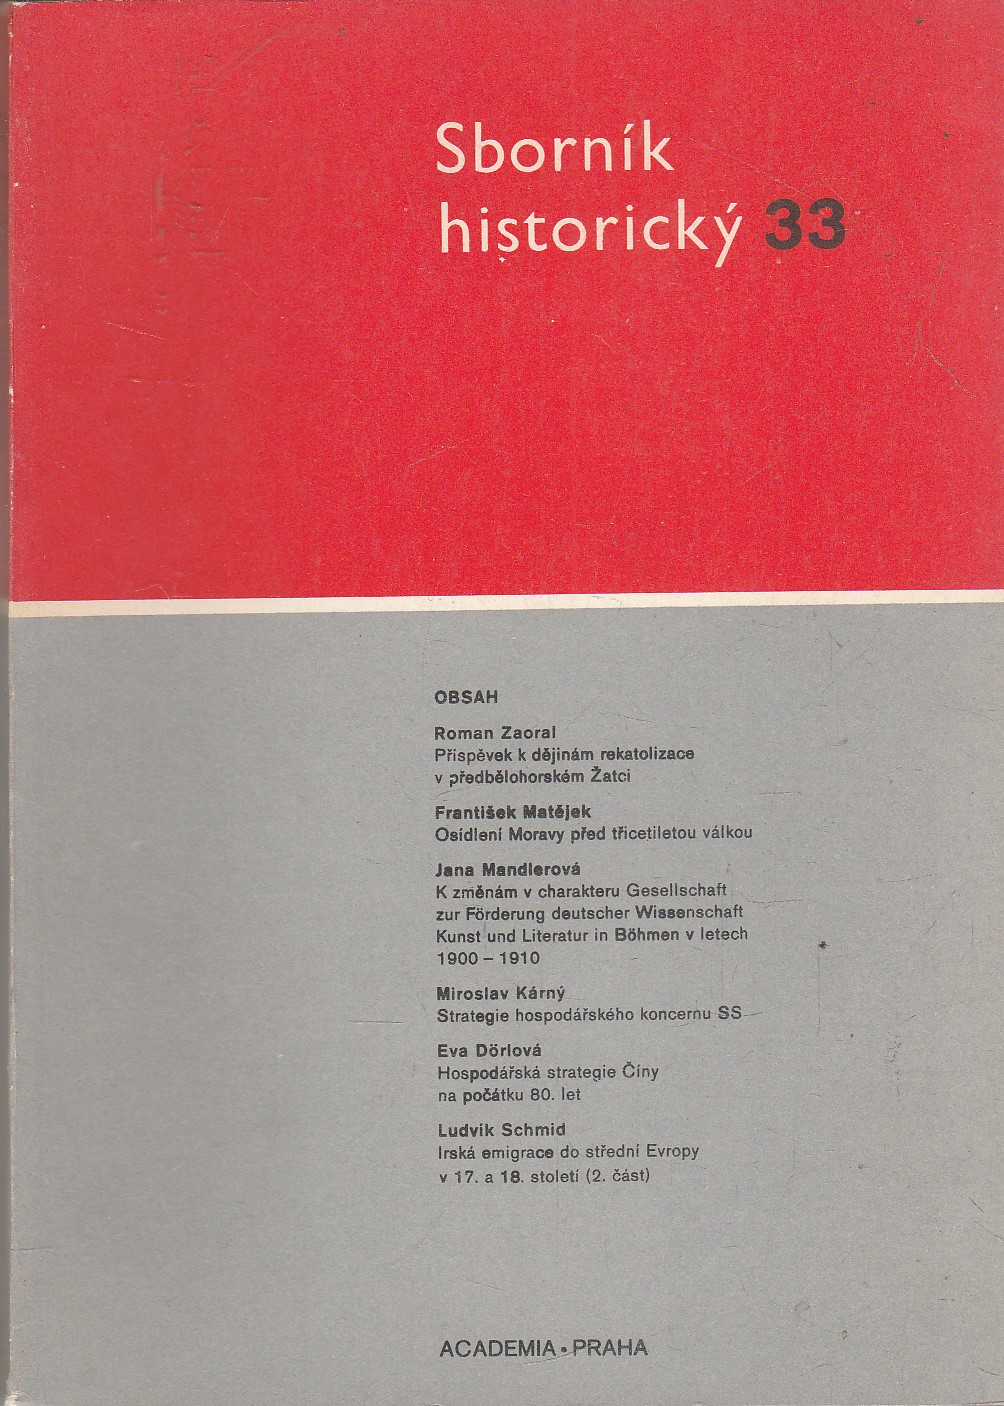 Sborník
historický 33
OBSAH
Roman Zaoral
Přispěvek k dějinám rekatolizace
v předbělohorském Žatci
František Matějek
Osídlení Moravy před třicetiletou válkou
Jana Mandlerová
K změnám v charakteru Gesellschaft
zur Förderung deutscher Wissenschaft
Kunst und Literatur in Böhmen v letech
1900 – 1910
Miroslav Kárný
Strategie hospodářského koncernu SS
Eva Dörlová
Hospodářská strategie Číny
na počátku 80. let
Ludvik Schmid
Irská emigrace do střední Evropy
v 17. a 18. století (2. část)
ACADEMIA • PRAHA